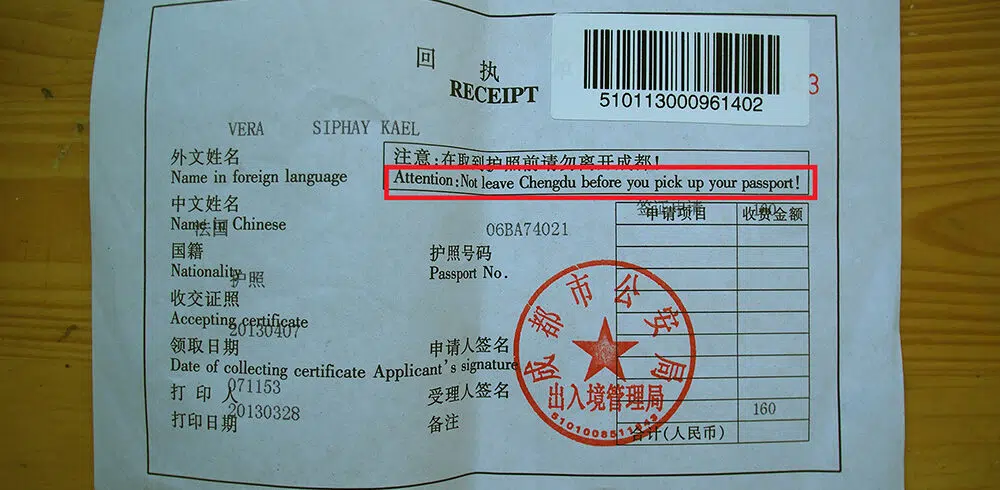 回 执
RECEIPT
510113000961402
3
VERA SIPHAY KAEL
外文姓名
Name in foreign language
注意:在取到护照前请勿离开成都!
Attention:Not leave Chengdu before you pick up your passport!
中文姓名
Name in Chinese
法国
06BA74021
签证申请 160
申请项目 收费金额
国籍
Nationality
护照
护照号码
Passport No.
收交证照
Accepting certificate
20130407
领取日期
Date of collecting certificate
申请人签名
Applicant's signature
打 印 人
071153
受理人签名
打印日期
20130328
备注
成都市公安局
出入境管理局
160
合计(人民币)